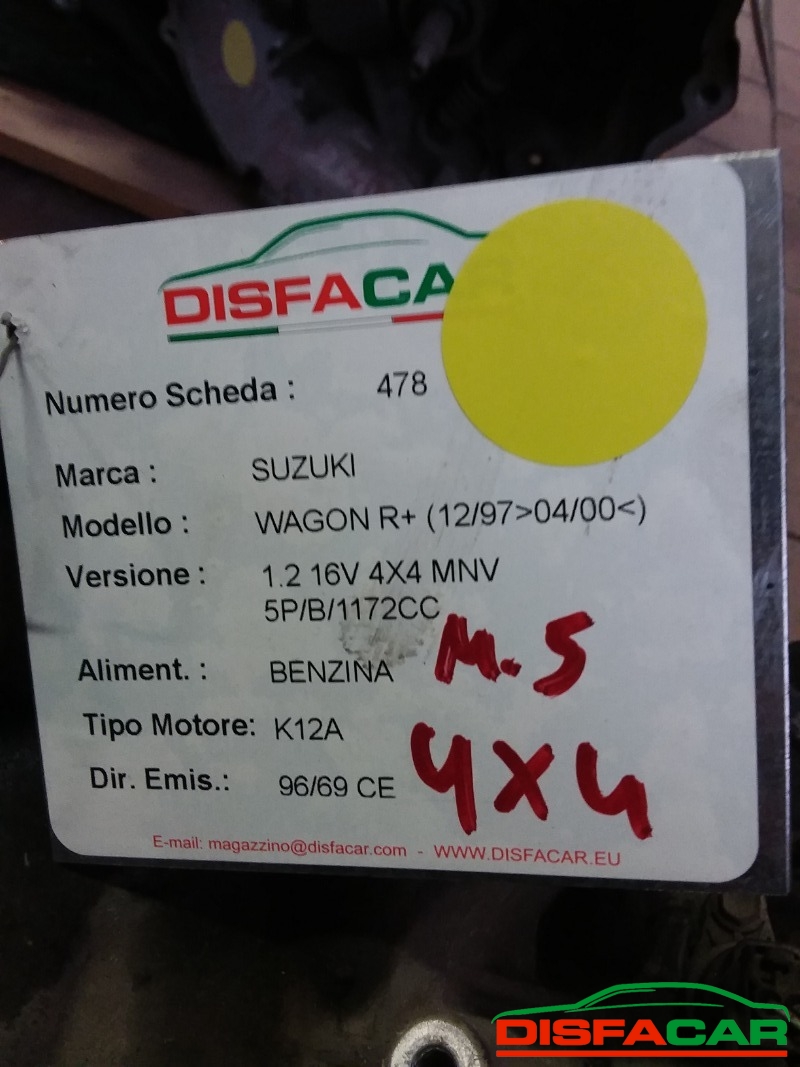 DISFACA
Numero Scheda : 478
Marca : SUZUKI
Modello : WAGON R+ (12/97>04/00<)
Versione : 1.2 16V 4X4 MNV
5P/B/1172CC
M. 5
Aliment. : BENZINA
Tipo Motore: K12A
4x4
Dir. Emis.: 96/69 CE
E-mail: magazzino@disfacar.com - WWW.DISFACAR.EU
DISFACAR